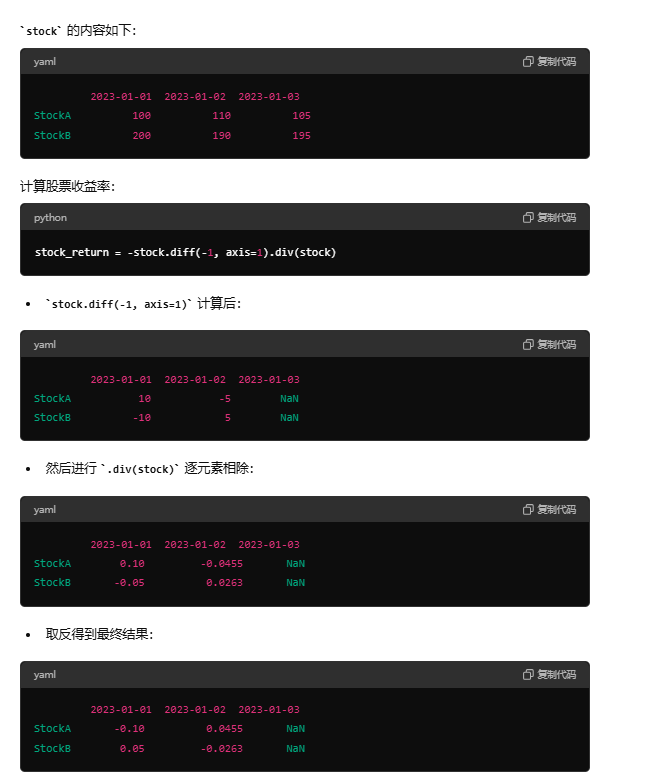 `stock` 的内容如下：
yaml 复制代码
2023-01-01 2023-01-02 2023-01-03
StockA 100 110 105
StockB 200 190 195
计算股票收益率：
python 复制代码
stock_return = -stock.diff(-1, axis=1).div(stock)
• `stock.diff(-1, axis=1)` 计算后：
yaml 复制代码
2023-01-01 2023-01-02 2023-01-03
StockA 10 -5 NaN
StockB -10 5 NaN
• 然后进行 `.div(stock)` 逐元素相除：
yaml 复制代码
2023-01-01 2023-01-02 2023-01-03
StockA 0.10 -0.0455 NaN
StockB -0.05 0.0263 NaN
• 取反得到最终结果：
yaml 复制代码
2023-01-01 2023-01-02 2023-01-03
StockA -0.10 0.0455 NaN
StockB 0.05 -0.0263 NaN